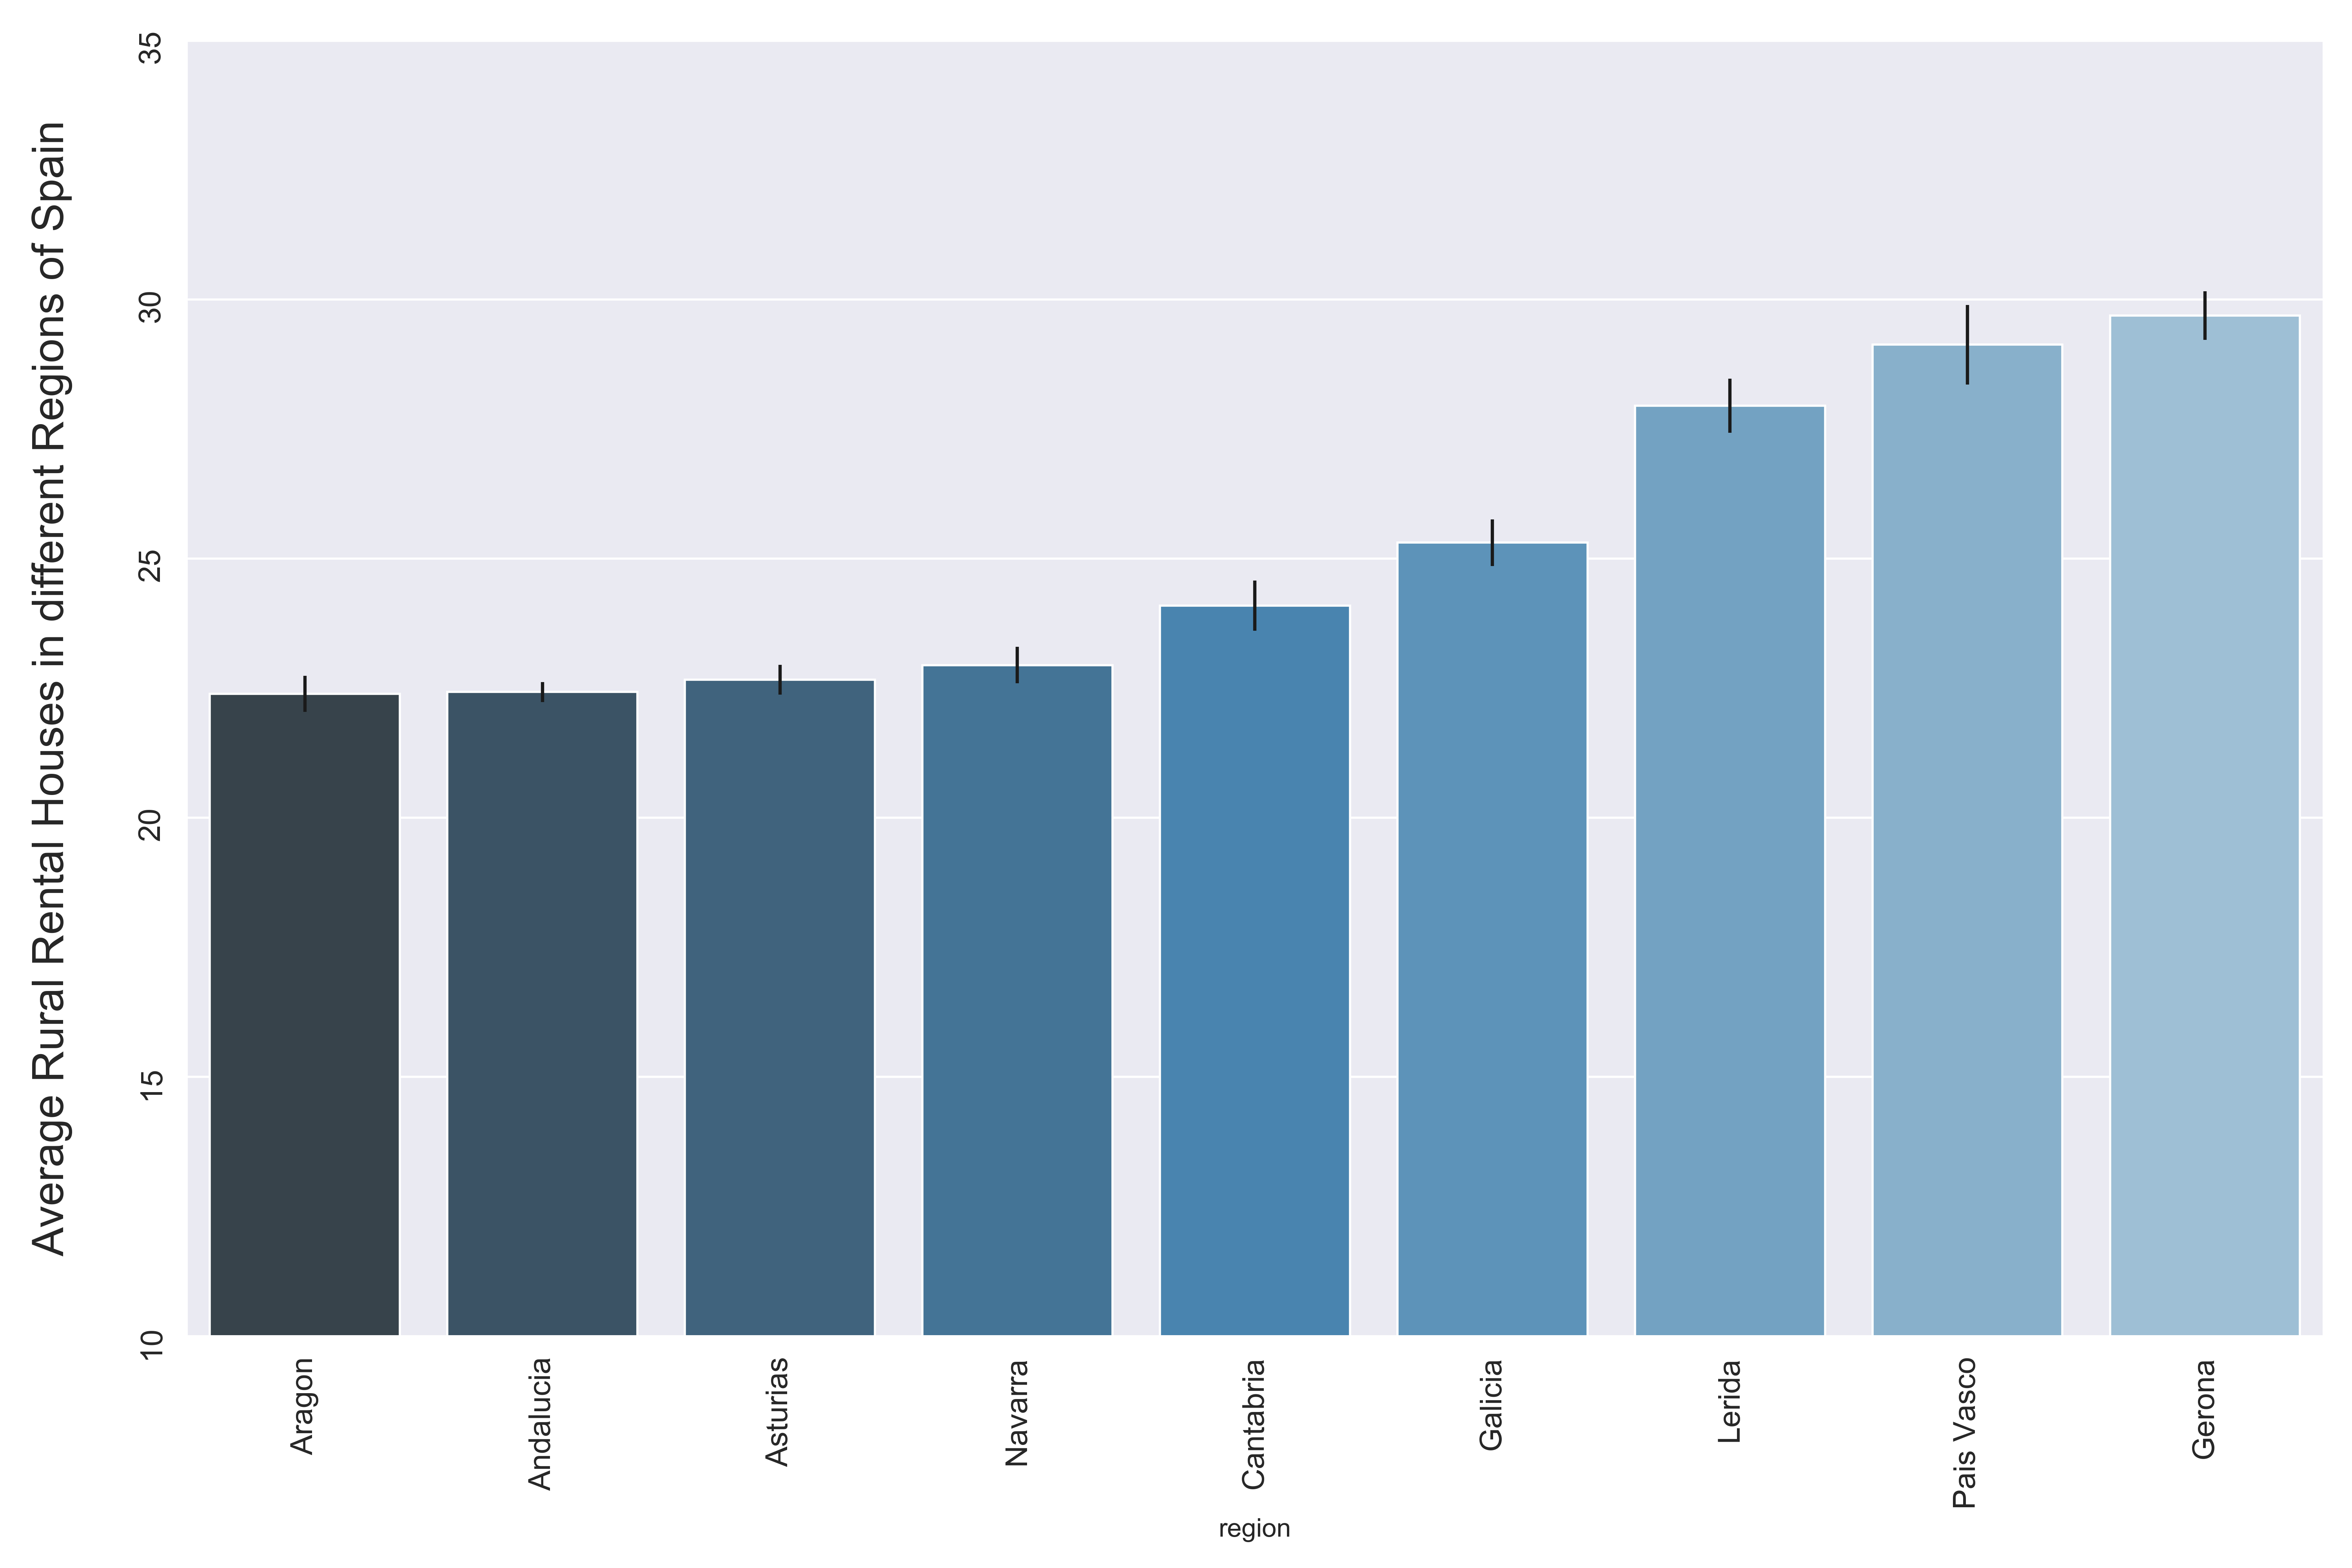 Average Rural Rental Houses in different Regions of Spain
35
30
25
20
15
10
Aragon
Andalucia
Asturias
Navarra
Cantabria
Galicia
Lerida
Pais Vasco
Gerona
region